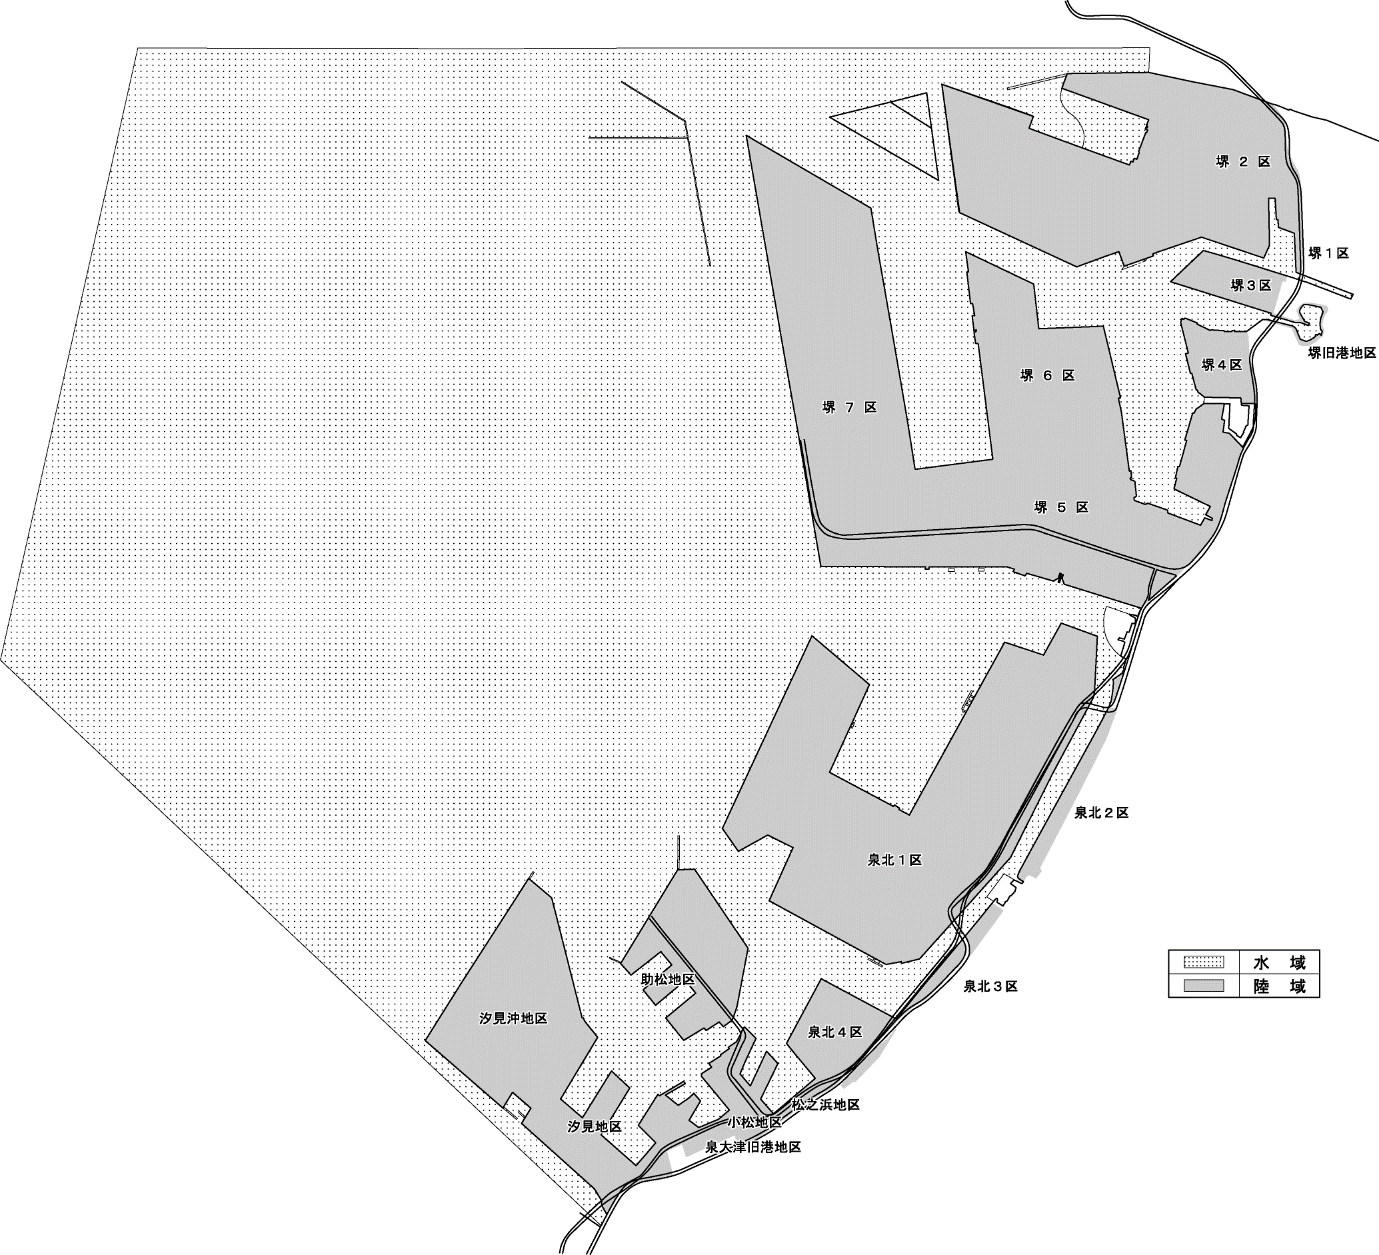 堺 2 区
堺1区
堺3区
堺旧港地区
堺4区
堺 6 区
堺 7 区
堺 5 区
泉北2区
泉北1区
水 域
陸 域
助松地区
泉北3区
汐見沖地区
泉北4区
松之浜地区
小松地区
汐見地区
泉大津旧港地区